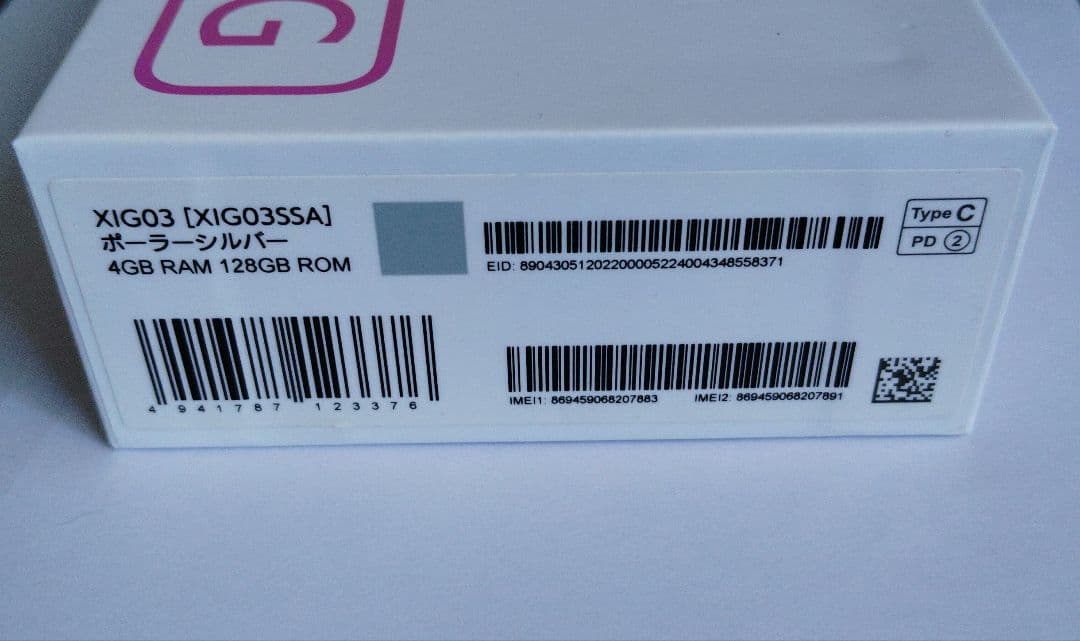 G
XIG03 [XIG03SSA]
ポーラーシルバー
4GB RAM 128GB ROM
EID: 89043051202200005224004348558371
Type C
PD 2
4 941787 123376
IMEI1: 869459068207883 IMEI2: 869459068207891